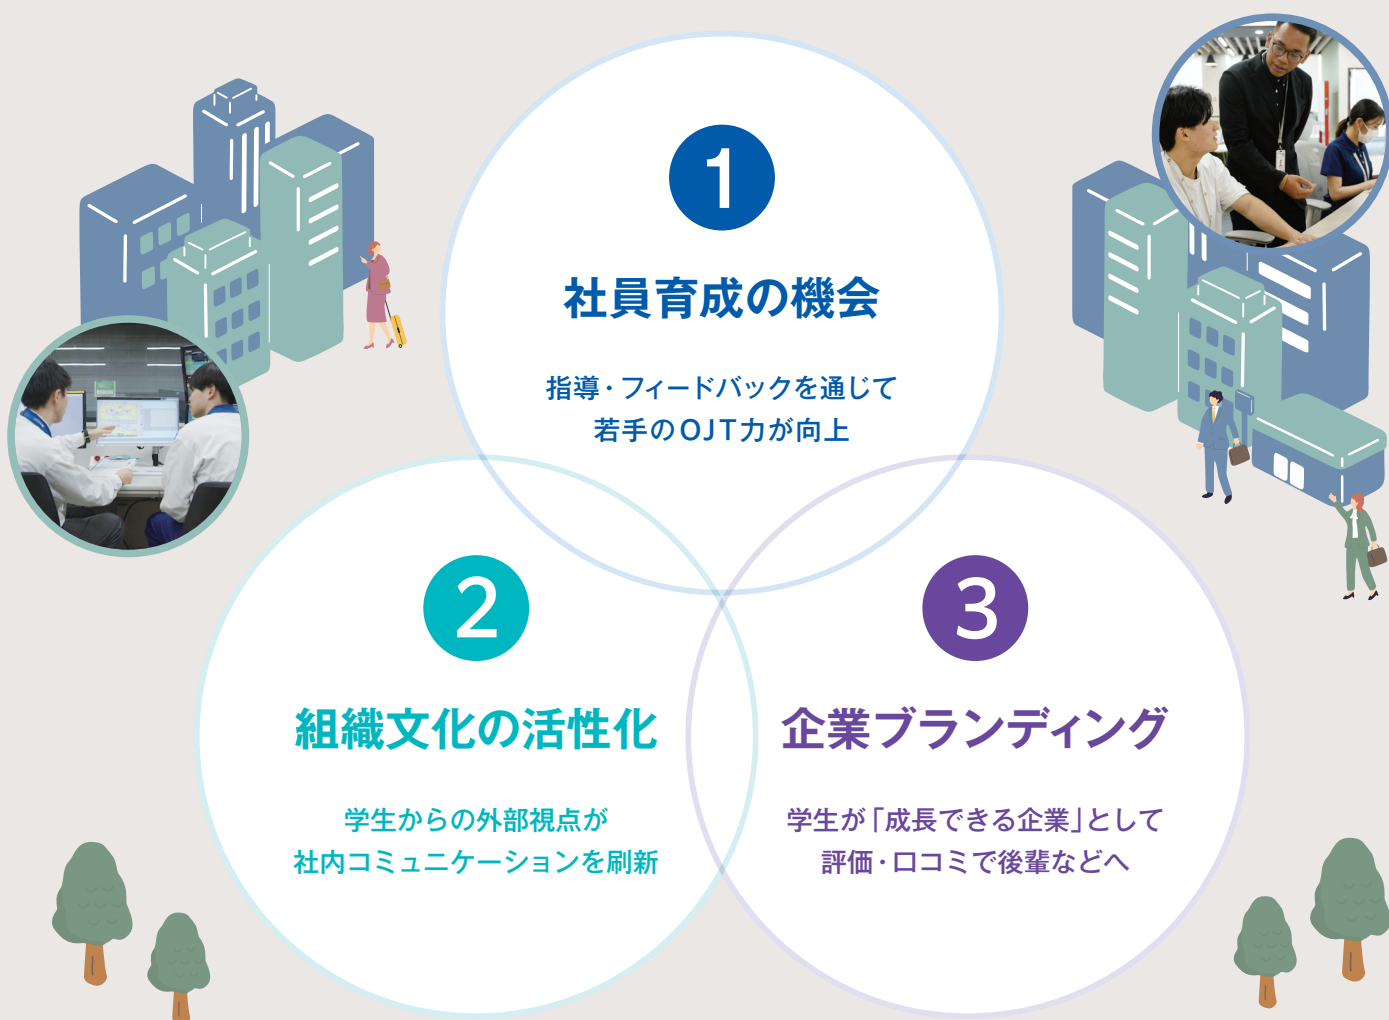 1
社員育成の機会
指導・フィードバックを通じて
若手のOJT力が向上
2
組織文化の活性化
学生からの外部視点が
社内コミュニケーションを刷新
3
企業ブランディング
学生が「成長できる企業」として
評価・口コミで後輩などへ